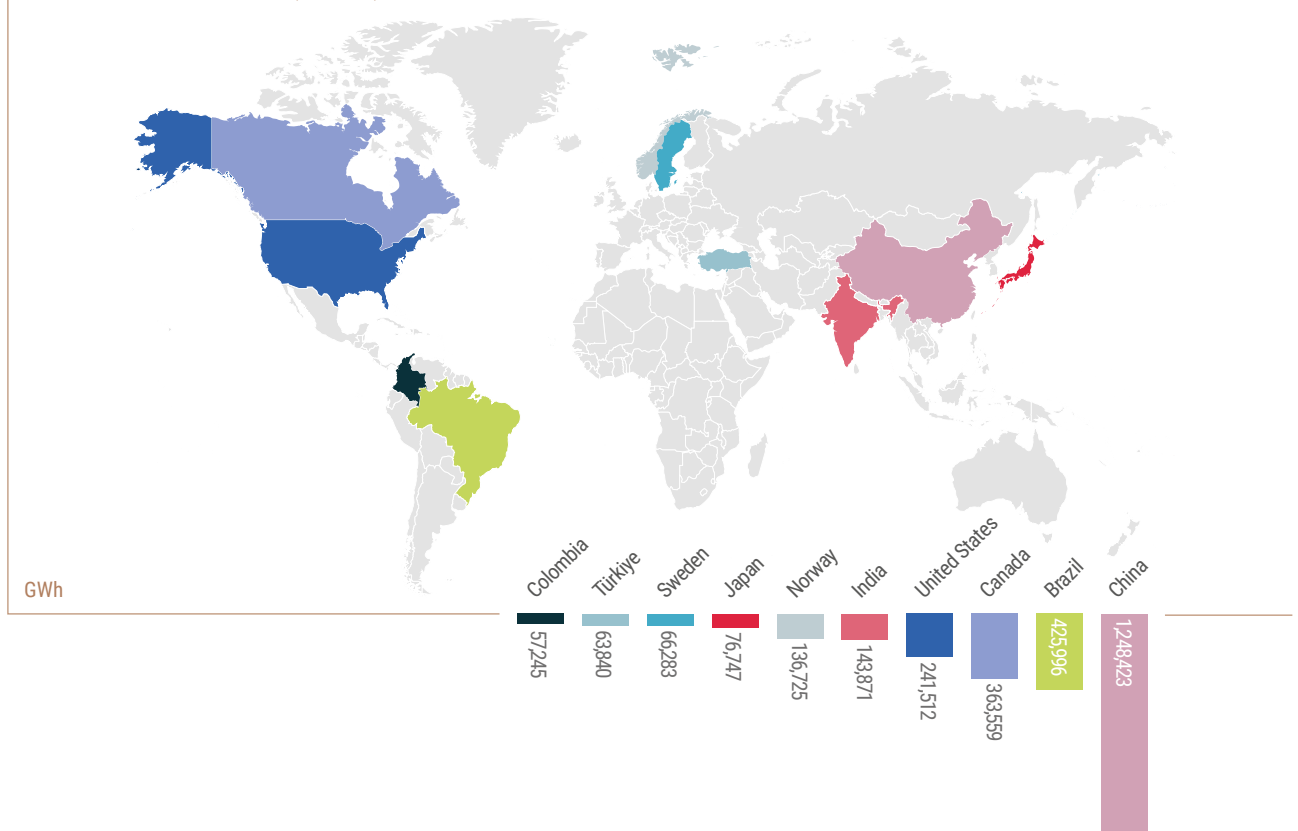 GWh
Colombia
Türkiye
Sweden
Japan
Norway
India
United States
Canada
Brazil
China
57,245
63,840
66,283
76,747
136,725
143,871
241,512
363,559
425,996
1,248,423